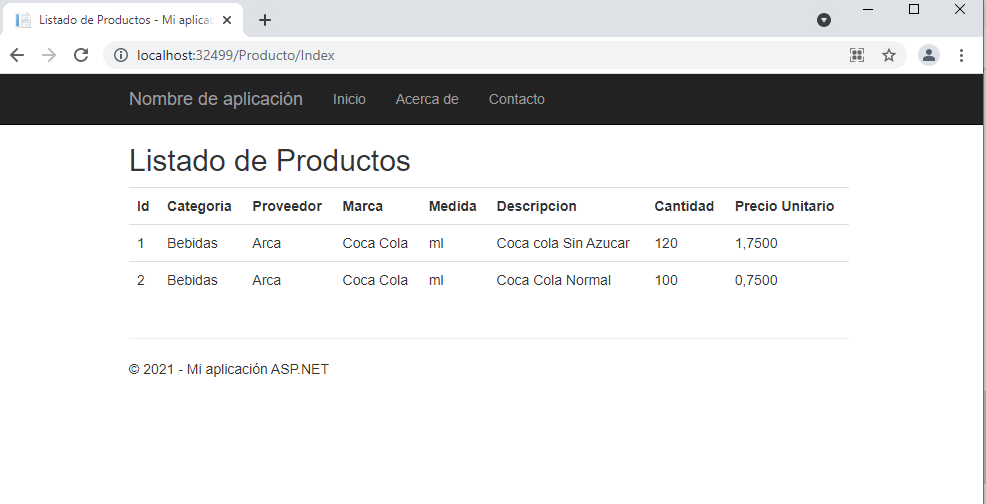 Listado de Productos - Mi aplicac
localhost:32499/Producto/Index
Nombre de aplicación Inicio Acerca de Contacto
Listado de Productos
Id Categoria Proveedor Marca Medida Descripcion Cantidad Precio Unitario
1 Bebidas Arca Coca Cola ml Coca cola Sin Azucar 120 1,7500
2 Bebidas Arca Coca Cola ml Coca Cola Normal 100 0,7500
© 2021 - Mi aplicación ASP.NET